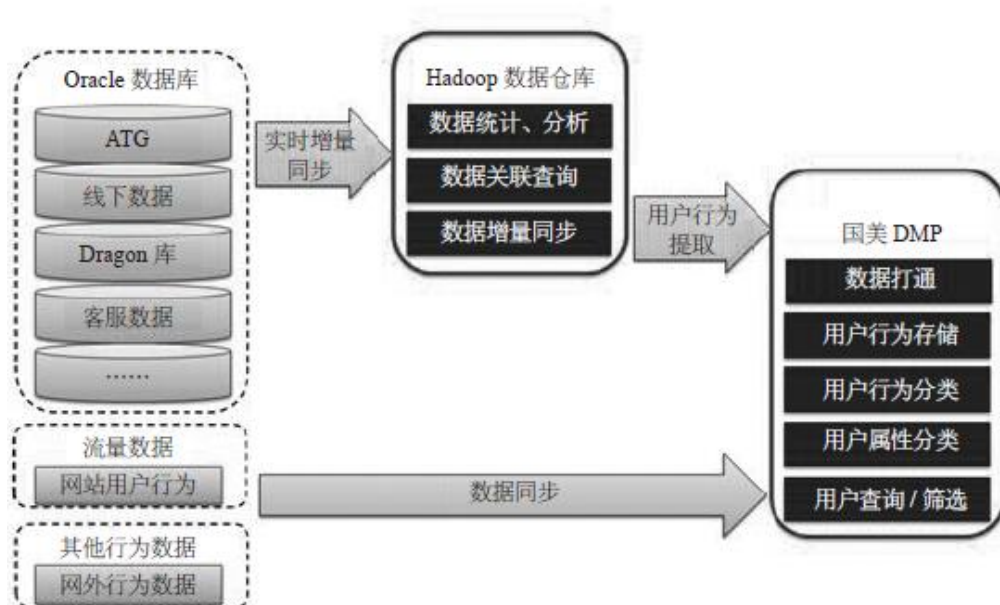 Oracle 数据库
ATG
线下数据
Dragon 库
客服数据
……
流量数据
网站用户行为
其他行为数据
网外行为数据
实时增量
同步
Hadoop 数据仓库
数据统计、分析
数据关联查询
数据增量同步
用户行为
提取
数据同步
国美 DMP
数据打通
用户行为存储
用户行为分类
用户属性分类
用户查询 / 筛选